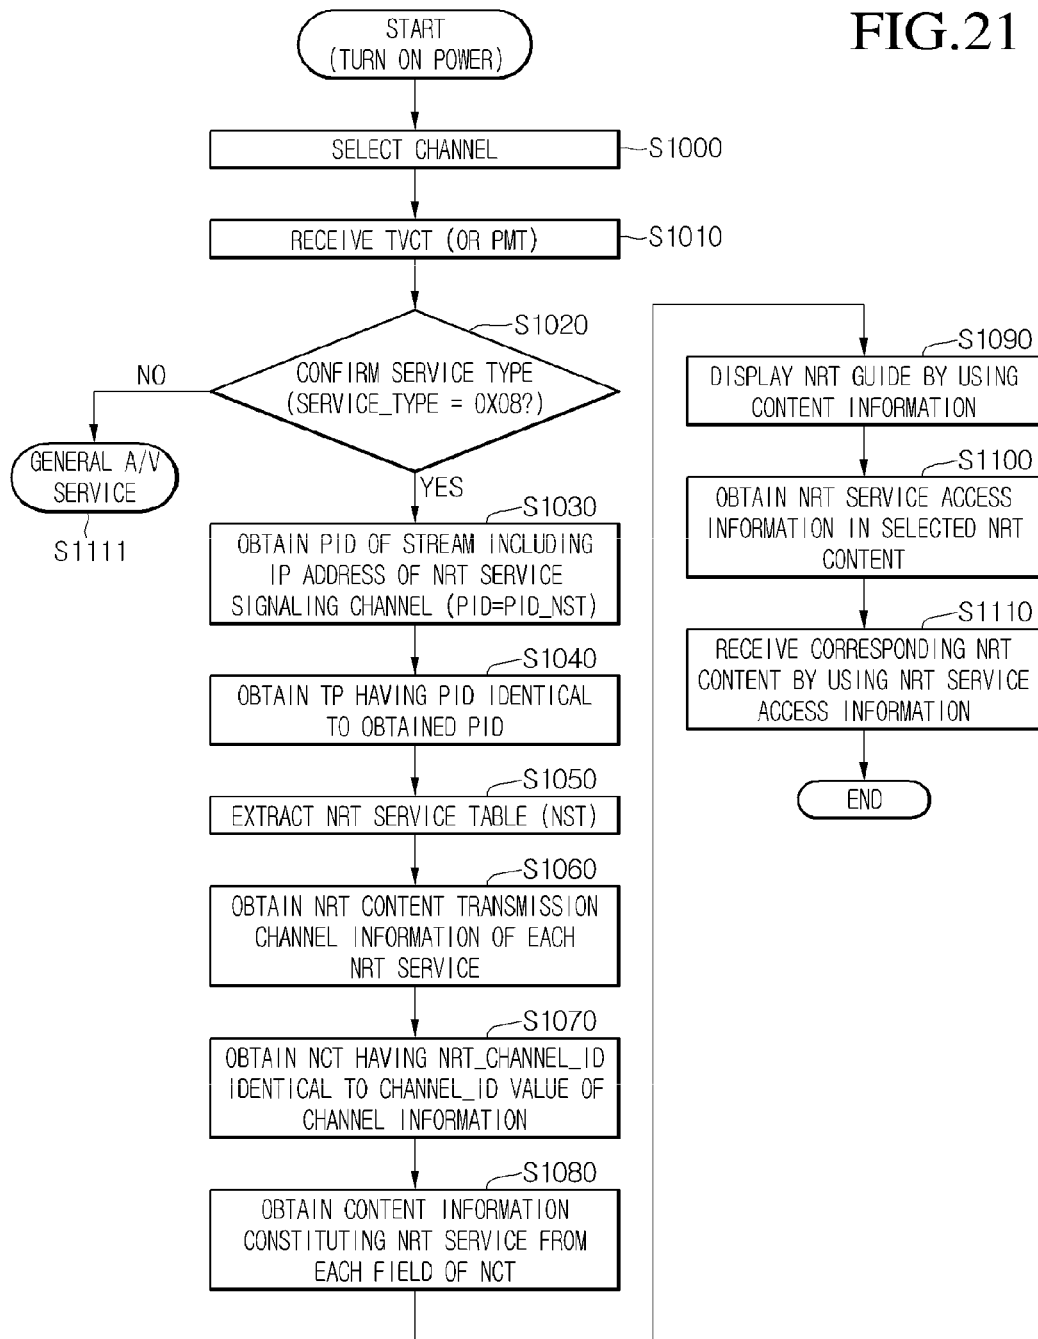 FIG.21
START
(TURN ON POWER)
SELECT CHANNEL
S1000
RECEIVE TVCT (OR PMT)
S1010
S1020
CONFIRM SERVICE TYPE
(SERVICE_TYPE = 0X08?)
NO
GENERAL A/V
SERVICE
S1111
YES
S1030
OBTAIN PID OF STREAM INCLUDING
IP ADDRESS OF NRT SERVICE
SIGNALING CHANNEL (PID=PID_NST)
S1040
OBTAIN TP HAVING PID IDENTICAL
TO OBTAINED PID
S1050
EXTRACT NRT SERVICE TABLE (NST)
S1060
OBTAIN NRT CONTENT TRANSMISSION
CHANNEL INFORMATION OF EACH
NRT SERVICE
S1070
OBTAIN NCT HAVING NRT_CHANNEL_ID
IDENTICAL TO CHANNEL_ID VALUE OF
CHANNEL INFORMATION
S1080
OBTAIN CONTENT INFORMATION
CONSTITUTING NRT SERVICE FROM
EACH FIELD OF NCT
S1090
DISPLAY NRT GUIDE BY USING
CONTENT INFORMATION
S1100
OBTAIN NRT SERVICE ACCESS
INFORMATION IN SELECTED NRT
CONTENT
S1110
RECEIVE CORRESPONDING NRT
CONTENT BY USING NRT SERVICE
ACCESS INFORMATION
END